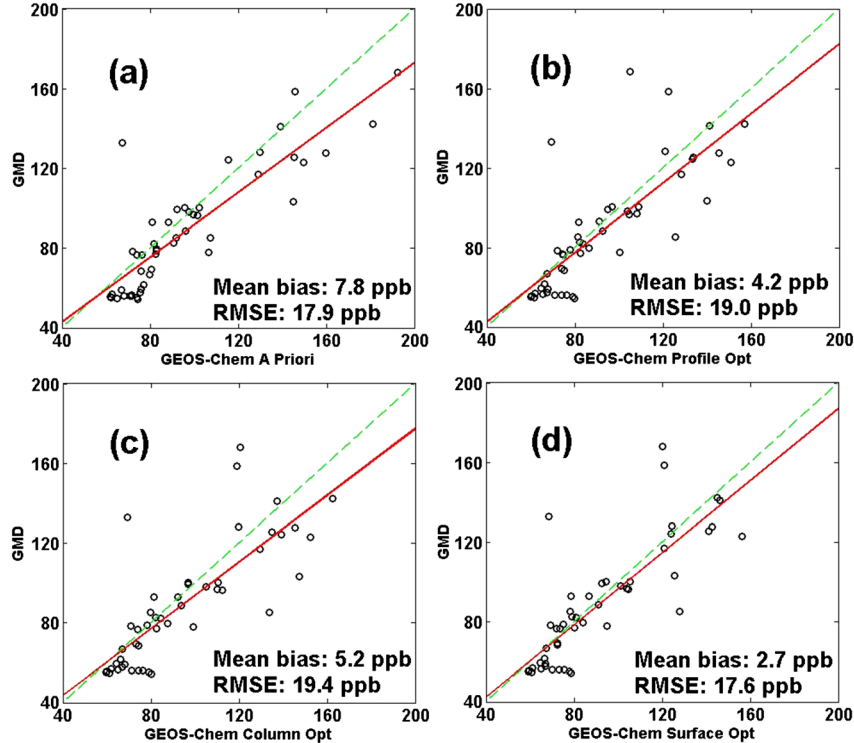 200
160
120
80
40
GMD
(a)
Mean bias: 7.8 ppb
RMSE: 17.9 ppb
40 80 120 160 200
GEOS-Chem A Priori
200
160
120
80
40
GMD
(b)
Mean bias: 4.2 ppb
RMSE: 19.0 ppb
40 80 120 160 200
GEOS-Chem Profile Opt
200
160
120
80
40
GMD
(c)
Mean bias: 5.2 ppb
RMSE: 19.4 ppb
40 80 120 160 200
GEOS-Chem Column Opt
200
160
120
80
40
GMD
(d)
Mean bias: 2.7 ppb
RMSE: 17.6 ppb
40 80 120 160 200
GEOS-Chem Surface Opt